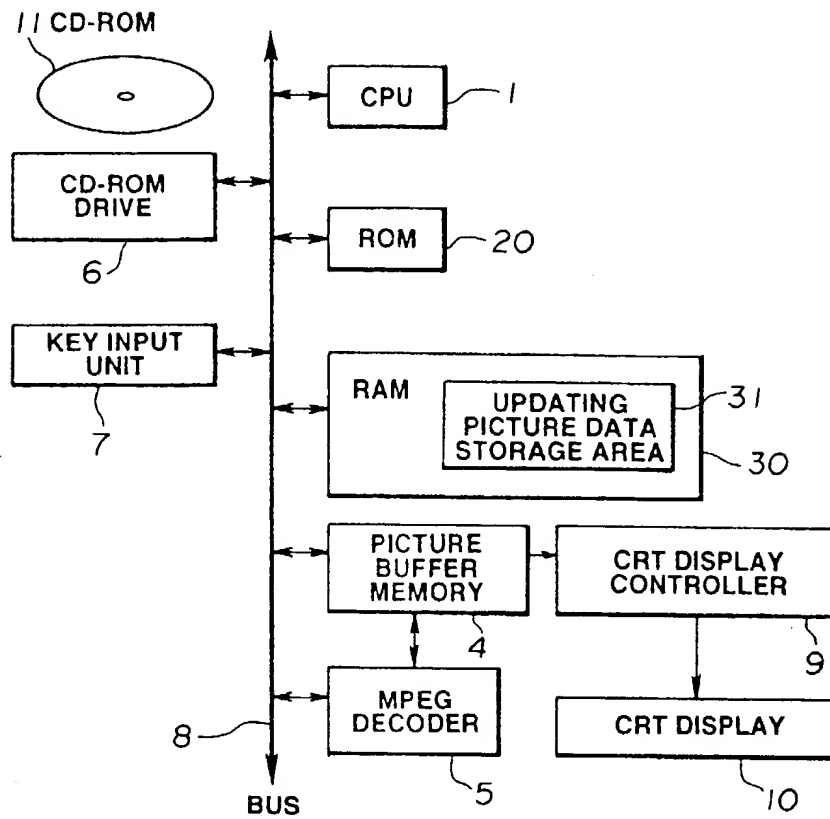 11 CD-ROM
CPU
1
CD-ROM
DRIVE
6
ROM
20
KEY INPUT
UNIT
7
RAM
UPDATING
PICTURE DATA
STORAGE AREA
31
30
PICTURE
BUFFER
MEMORY
4
CRT DISPLAY
CONTROLLER
9
MPEG
DECODER
5
8
CRT DISPLAY
10
BUS